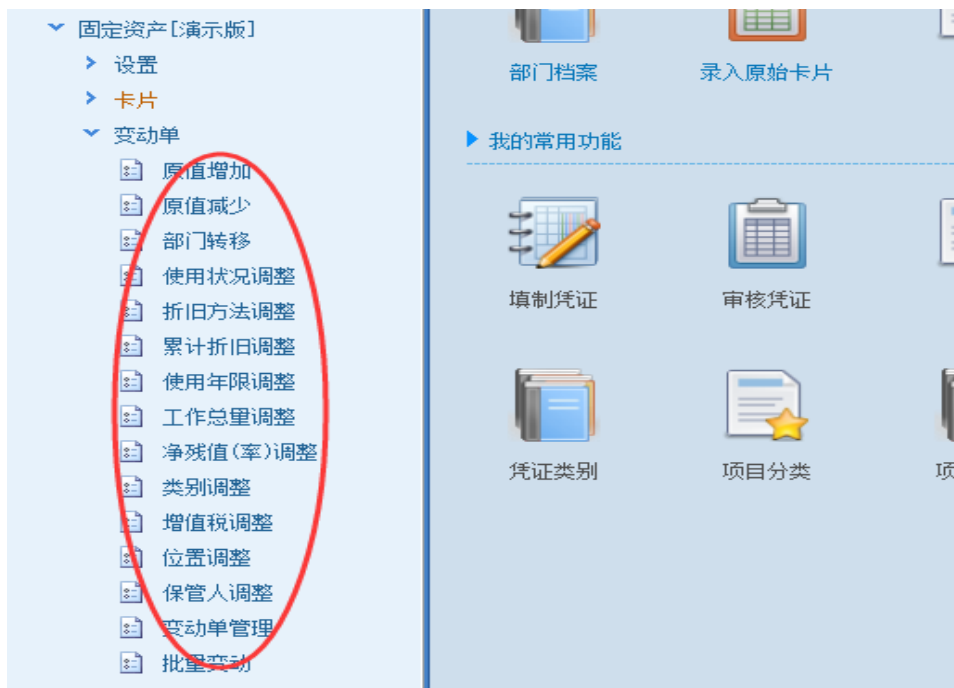 固定资产[演示版]
设置
卡片
变动单
原值增加
原值减少
部门转移
使用状况调整
折旧方法调整
累计折旧调整
使用年限调整
工作总量调整
净残值(率)调整
类别调整
增值税调整
位置调整
保管人调整
变动单管理
批量变动
部门档案
录入原始卡片
我的常用功能
填制凭证
审核凭证
凭证类别
项目分类
项